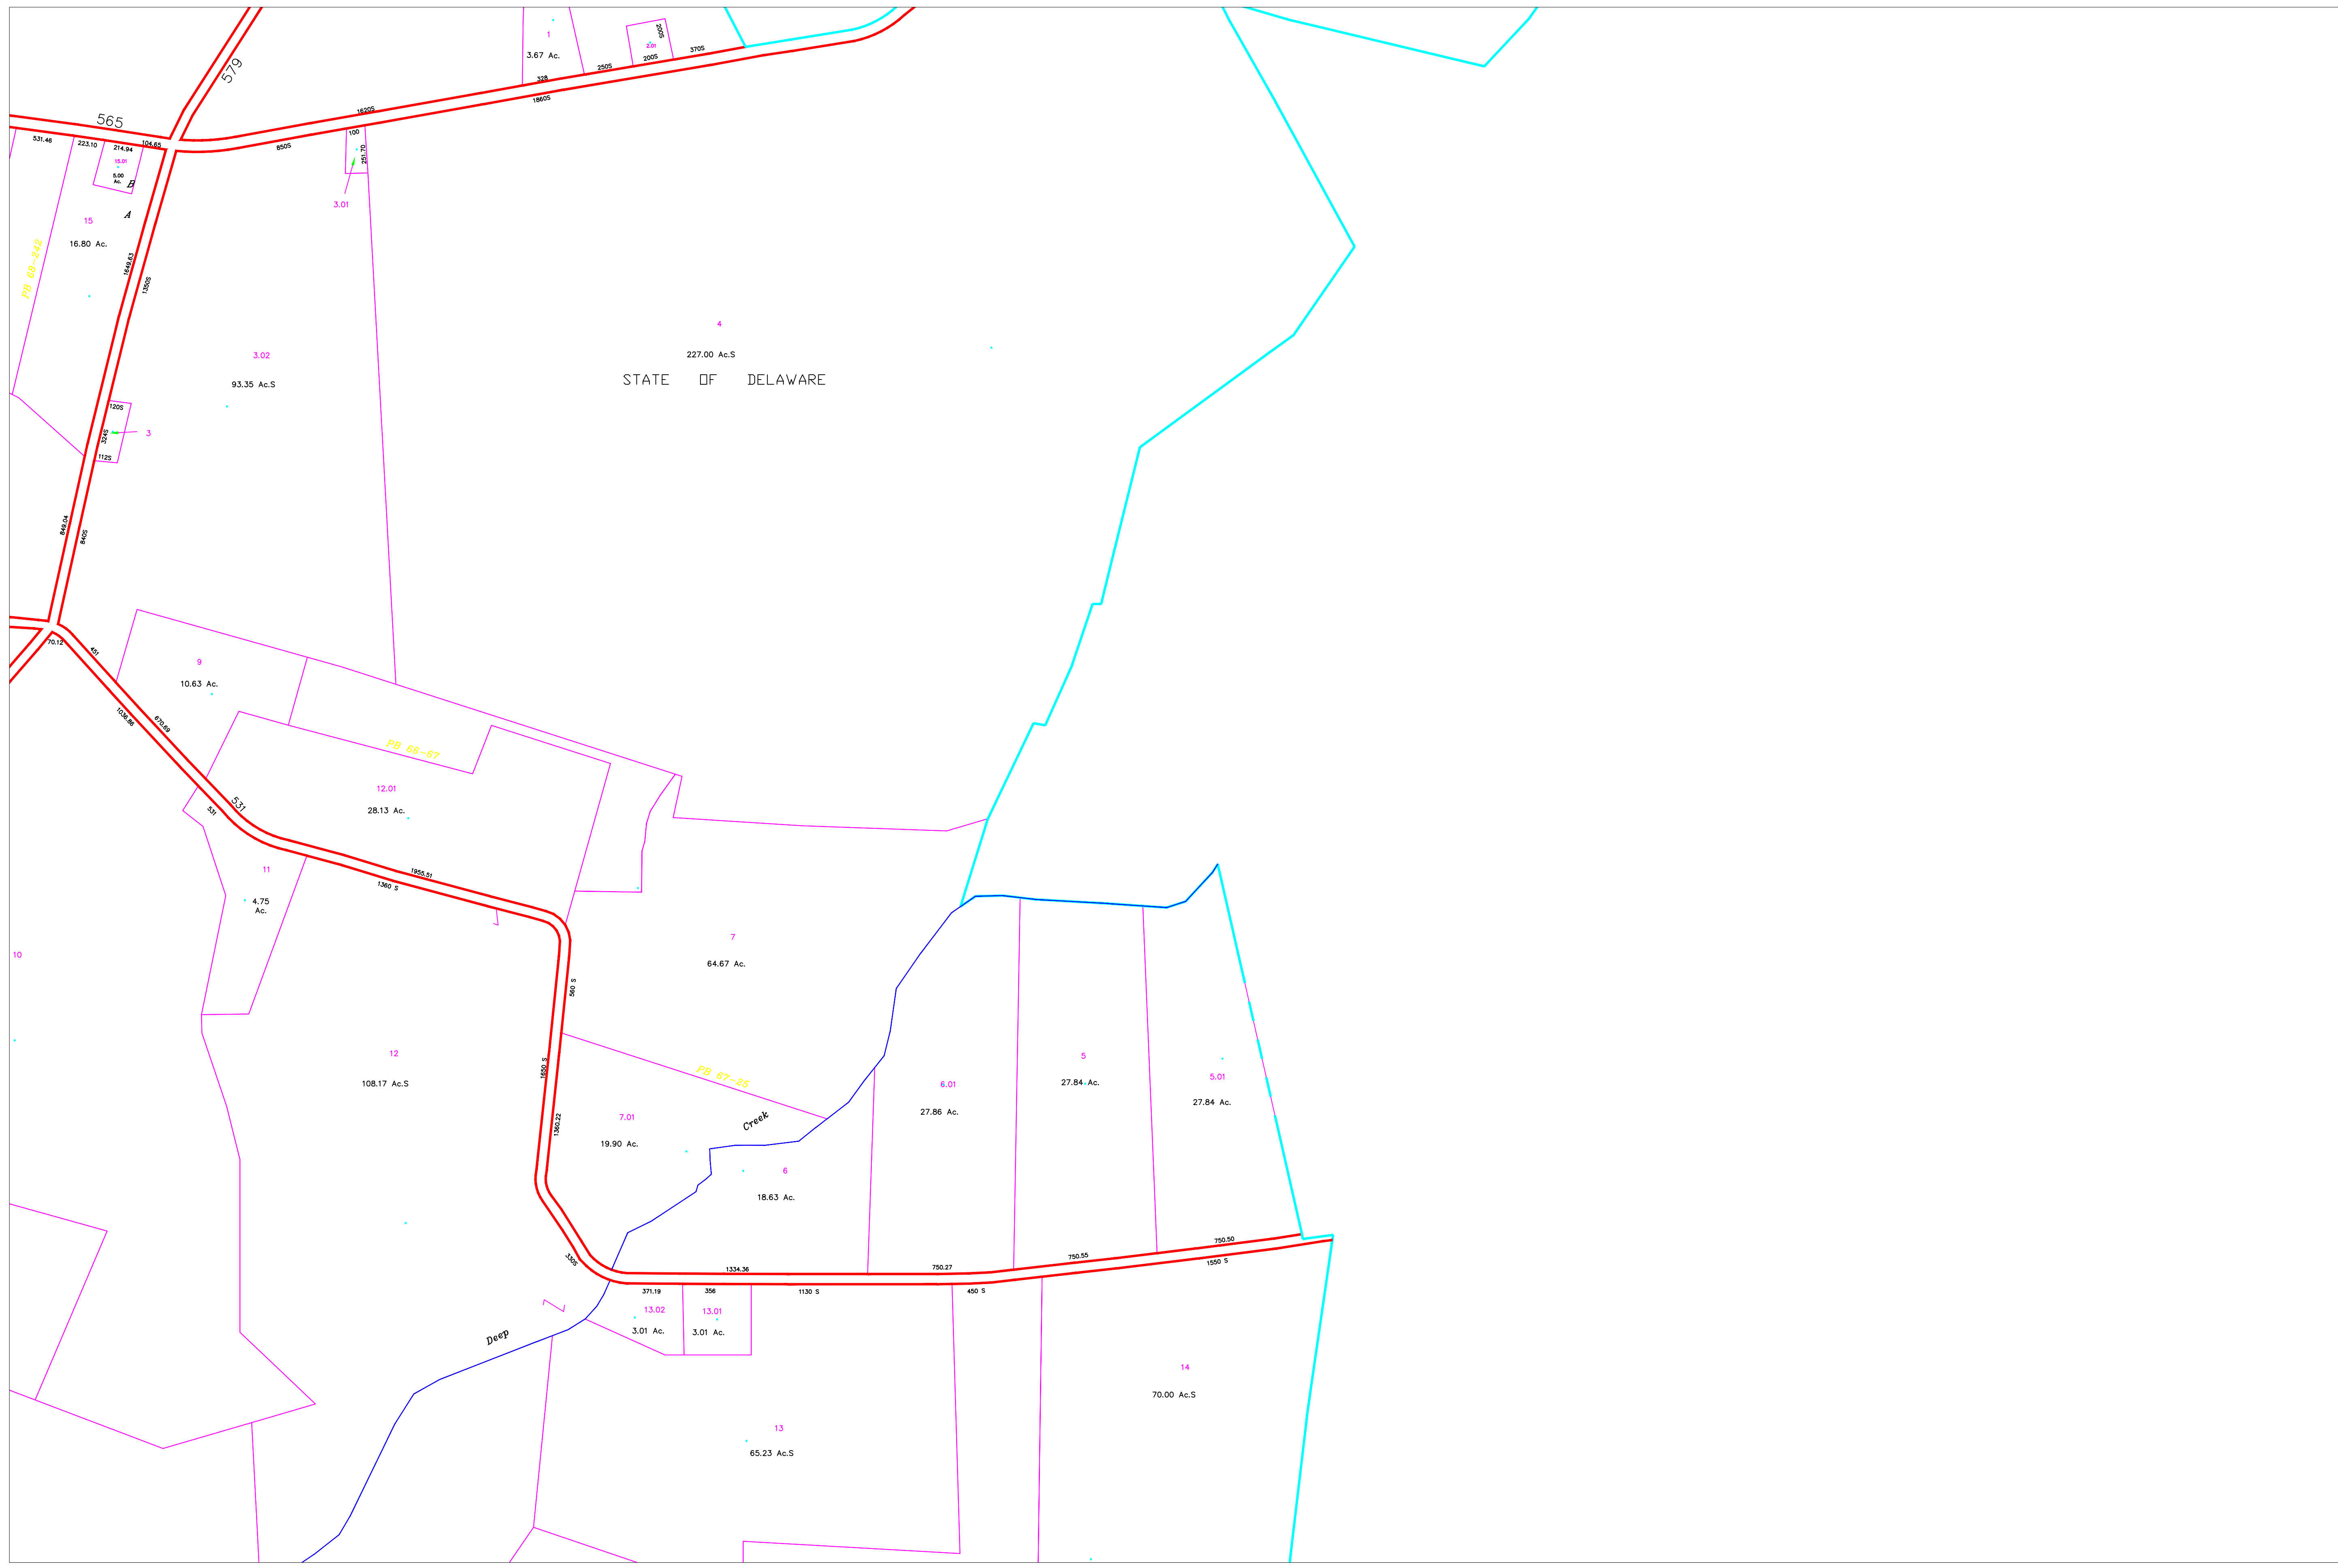 579
565
1
3.67 Ac.
2.01
200S
200S
370S
250S
328
1860S
1620S
100
251.70
3.01
850S
531.46
223.10
214.94
104.65
15.01
5.00
Ac.
B
A
15
16.80 Ac.
PB 68-242
1649.63
1350S
3.02
93.35 Ac.S
4
227.00 Ac.S
STATE OF DELAWARE
120S
324S
3
112S
849.04
840S
70.12
451
9
10.63 Ac.
1036.86
670.69
PB 66-67
12.01
28.13 Ac.
531
531
11
4.75
Ac.
1955.51
1360 S
10
7
64.67 Ac.
560 S
12
108.17 Ac.S
1650 S
1360.22
PB 67-25
7.01
19.90 Ac.
Creek
6
18.63 Ac.
6.01
27.86 Ac.
5
27.84 Ac.
5.01
27.84 Ac.
330S
1334.36
750.27
750.55
750.50
1550 S
371.19
356
1130 S
450 S
13.02
3.01 Ac.
13.01
3.01 Ac.
Deep
14
70.00 Ac.S
13
65.23 Ac.S